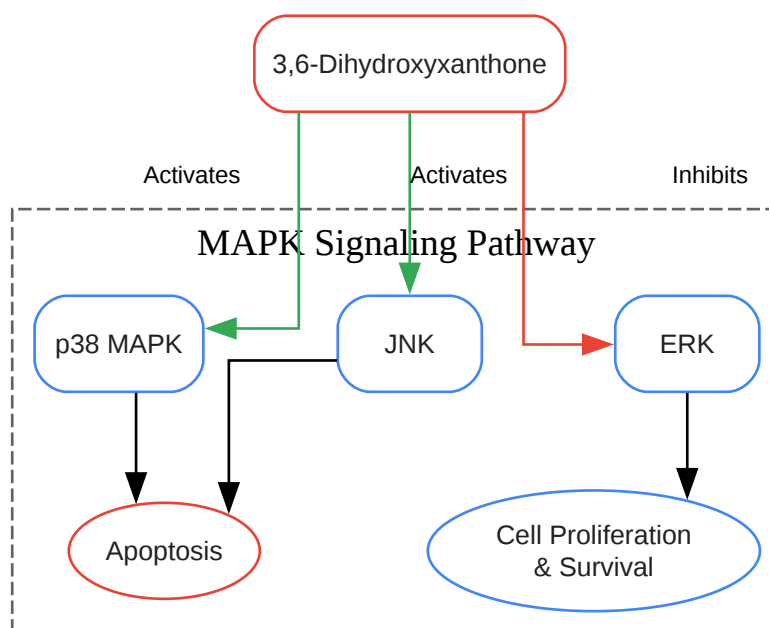 3,6-Dihydroxyxanthone
Activates
Activates
Inhibits
MAPK Signaling Pathway
p38 MAPK
JNK
ERK
Apoptosis
Cell Proliferation
& Survival